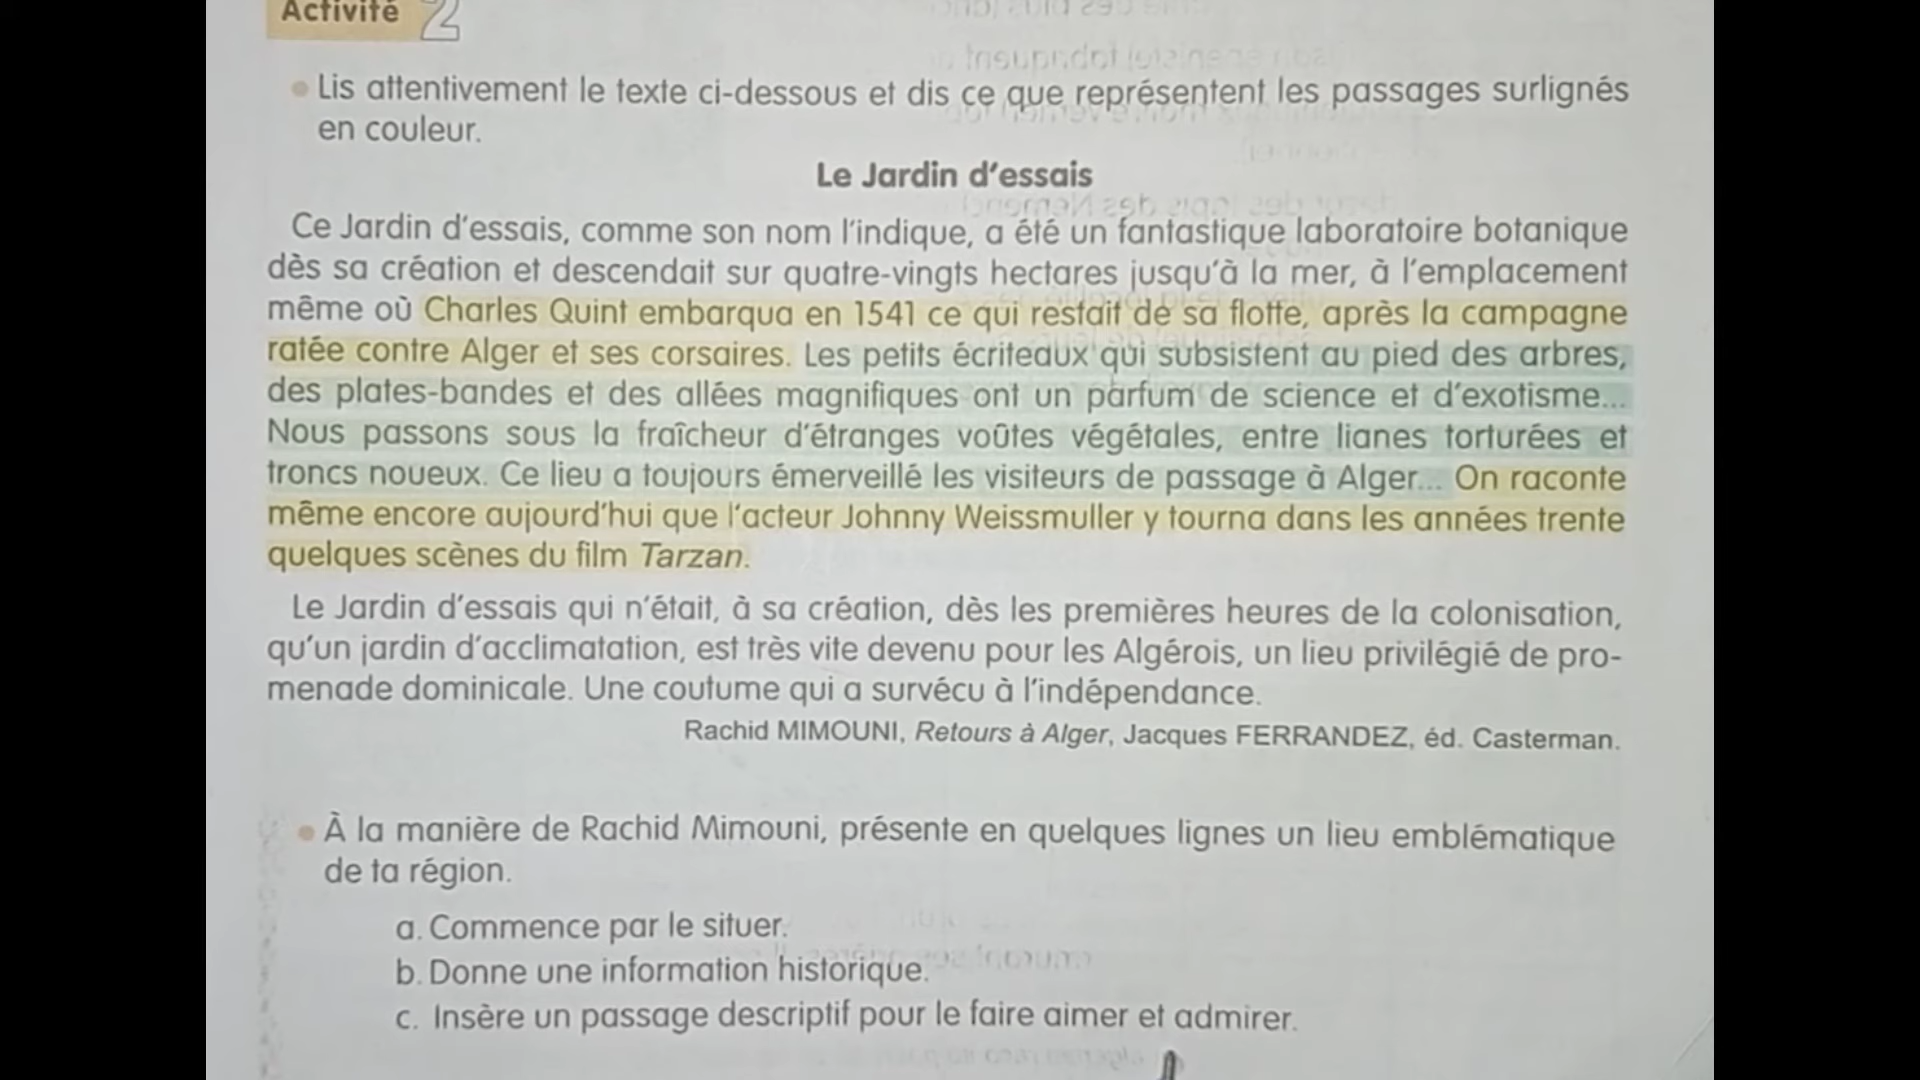 Activité 2
Lis attentivement le texte ci-dessous et dis ce que représentent les passages surlignés
en couleur.
Le Jardin d'essais
Ce Jardin d'essais, comme son nom l'indique, a été un fantastique laboratoire botanique
dès sa création et descendait sur quatre-vingts hectares jusqu'à la mer, à l'emplacement
même où Charles Quint embarqua en 1541 ce qui restait de sa flotte, après la campagne
ratée contre Alger et ses corsaires. Les petits écriteaux qui subsistent au pied des arbres,
des plates-bandes et des allées magnifiques ont un parfum de science et d'exotisme...
Nous passons sous la fraîcheur d'étranges voûtes végétales, entre lianes torturées et
troncs noueux. Ce lieu a toujours émerveillé les visiteurs de passage à Alger... On raconte
même encore aujourd'hui que l'acteur Johnny Weissmuller y tourna dans les années trente
quelques scènes du film Tarzan.
Le Jardin d'essais qui n'était, à sa création, dès les premières heures de la colonisation,
qu'un jardin d'acclimatation, est très vite devenu pour les Algérois, un lieu privilégié de pro-
menade dominicale. Une coutume qui a survécu à l'indépendance.
Rachid MIMOUNI, Retours à Alger, Jacques FERRANDEZ, éd. Casterman.
À la manière de Rachid Mimouni, présente en quelques lignes un lieu emblématique
de ta région.
a. Commence par le situer.
b. Donne une information historique.
c. Insère un passage descriptif pour le faire aimer et admirer.